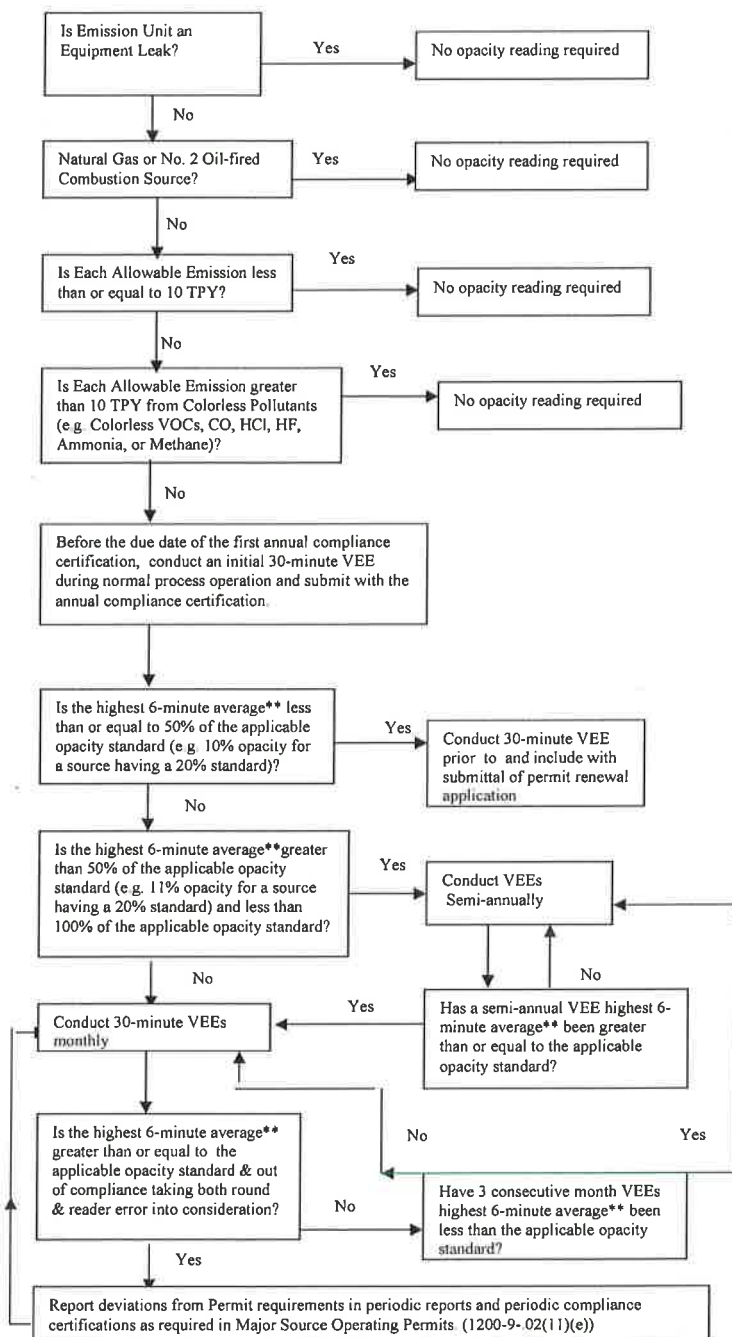 Is Emission Unit an
Equipment Leak?
Yes
No opacity reading required
No
Natural Gas or No. 2 Oil-fired
Combustion Source?
Yes
No opacity reading required
No
Is Each Allowable Emission less
than or equal to 10 TPY?
Yes
No opacity reading required
No
Is Each Allowable Emission greater
than 10 TPY from Colorless Pollutants
(e.g. Colorless VOCs, CO, HCl, HF,
Ammonia, or Methane)?
Yes
No opacity reading required
No
Before the due date of the first annual compliance
certification, conduct an initial 30-minute VEE
during normal process operation and submit with the
annual compliance certification.
Is the highest 6-minute average** less
than or equal to 50% of the applicable
opacity standard (e.g. 10% opacity for
a source having a 20% standard)?
Yes
Conduct 30-minute VEE
prior to and include with
submittal of permit renewal
application
No
Is the highest 6-minute average**greater
than 50% of the applicable opacity
standard (e.g. 11% opacity for a source
having a 20% standard) and less than
100% of the applicable opacity standard?
Yes
Conduct VEEs
Semi-annually
No
No
Conduct 30-minute VEEs
monthly
Yes
Has a semi-annual VEE highest 6-
minute average** been greater
than or equal to the applicable
opacity standard?
Is the highest 6-minute average**
greater than or equal to the
applicable opacity standard & out
of compliance taking both round
& reader error into consideration?
No
Yes
No
Have 3 consecutive month VEEs
highest 6-minute average** been
less than the applicable opacity
standard?
Yes
Report deviations from Permit requirements in periodic reports and periodic compliance
certifications as required in Major Source Operating Permits. (1200-9-.02(11)(e))